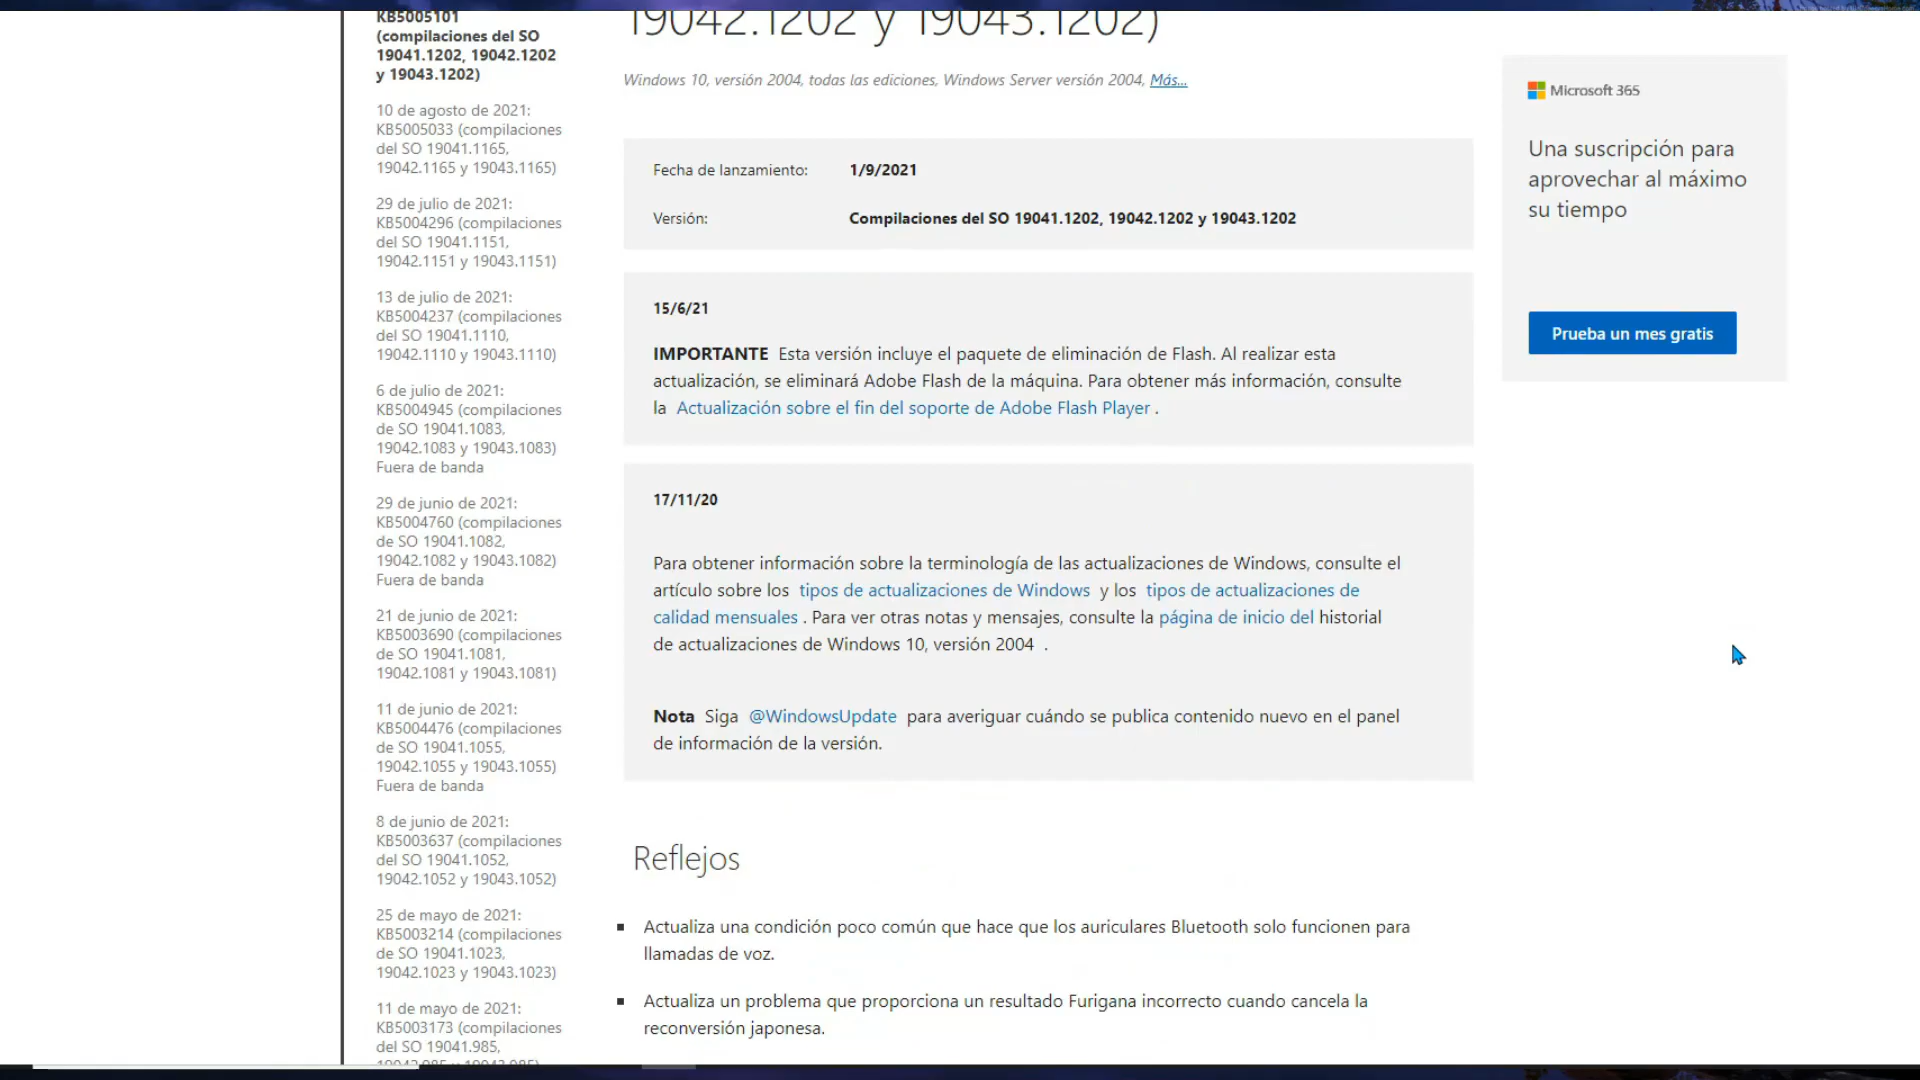 KB5005101
(compilaciones del SO
19041.1202, 19042.1202
y 19043.1202)
10 de agosto de 2021:
KB5005033 (compilaciones
del SO 19041.1165,
19042.1165 y 19043.1165)
29 de julio de 2021:
KB5004296 (compilaciones
del SO 19041.1151,
19042.1151 y 19043.1151)
13 de julio de 2021:
KB5004237 (compilaciones
del SO 19041.1110,
19042.1110 y 19043.1110)
6 de julio de 2021:
KB5004945 (compilaciones
de SO 19041.1083,
19042.1083 y 19043.1083)
Fuera de banda
29 de junio de 2021:
KB5004760 (compilaciones
de SO 19041.1082,
19042.1082 y 19043.1082)
Fuera de banda
21 de junio de 2021:
KB5003690 (compilaciones
de SO 19041.1081,
19042.1081 y 19043.1081)
11 de junio de 2021:
KB5004476 (compilaciones
de SO 19041.1055,
19042.1055 y 19043.1055)
Fuera de banda
8 de junio de 2021:
KB5003637 (compilaciones
del SO 19041.1052,
19042.1052 y 19043.1052)
25 de mayo de 2021:
KB5003214 (compilaciones
de SO 19041.1023,
19042.1023 y 19043.1023)
11 de mayo de 2021:
KB5003173 (compilaciones
del SO 19041.985,
19042.985 y 19043.985)
19042.1202 y 19043.1202)
Windows 10, versión 2004, todas las ediciones, Windows Server versión 2004, Más...
Fecha de lanzamiento: 1/9/2021
Versión: Compilaciones del SO 19041.1202, 19042.1202 y 19043.1202
15/6/21
IMPORTANTE Esta versión incluye el paquete de eliminación de Flash. Al realizar esta
actualización, se eliminará Adobe Flash de la máquina. Para obtener más información, consulte
la Actualización sobre el fin del soporte de Adobe Flash Player .
17/11/20
Para obtener información sobre la terminología de las actualizaciones de Windows, consulte el
artículo sobre los tipos de actualizaciones de Windows y los tipos de actualizaciones de
calidad mensuales . Para ver otras notas y mensajes, consulte la página de inicio del historial
de actualizaciones de Windows 10, versión 2004 .
Nota Siga @WindowsUpdate para averiguar cuándo se publica contenido nuevo en el panel
de información de la versión.
Reflejos
Actualiza una condición poco común que hace que los auriculares Bluetooth solo funcionen para
llamadas de voz.
Actualiza un problema que proporciona un resultado Furigana incorrecto cuando cancela la
reconversión japonesa.
Microsoft 365
Una suscripción para
aprovechar al máximo
su tiempo
Prueba un mes gratis